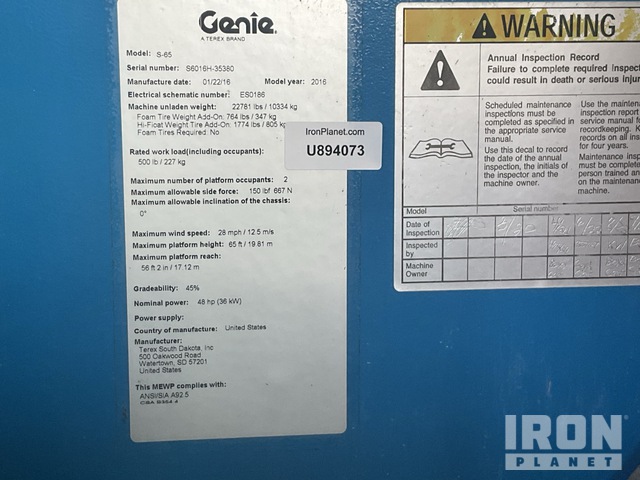 Genie.
A TEREX BRAND
Model: S-65
Serial number: S6016H-35380
Manufacture date: 01/22/16 Model year: 2016
Electrical schematic number: ES0186
Machine unladen weight: 22781 lbs / 10334 kg
Foam Tire Weight Add-On: 764 lbs / 347 kg
Hi-Float Weight Tire Add-On: 1774 lbs / 805 kg
Foam Tires Required: No
Rated work load(including occupants):
500 lb / 227 kg
Maximum number of platform occupants: 2
Maximum allowable side force: 150 lbf 667 N
Maximum allowable inclination of the chassis:
0°
Maximum wind speed: 28 mph / 12.5 m/s
Maximum platform height: 65 ft / 19.81 m
Maximum platform reach:
56 ft 2 in / 17.12 m
Gradeability: 45%
Nominal power: 48 hp (36 kW)
Power supply:
Country of manufacture: United States
Manufacturer:
Terex South Dakota, Inc
500 Oakwood Road
Watertown, SD 57201
United States
This MEWP complies with:
ANSI/SIA A92.5
CSA B354.4
IronPlanet.com
U894073
WARNING
Annual Inspection Record
Failure to complete required inspect
could result in death or serious injur
Scheduled maintenance
inspections must be
completed as specified in
the appropriate service
manual.
Use this decal to record
the date of the annual
inspection, the initials of
the inspector and the
machine owner.
Use the mainten
inspection report
service manual f
recordkeeping. K
records on all ins
for four years.
Maintenance insp
must be complete
person trained an
on the maintenan
machine.
Model Serial number
Date of
Inspection
Inspected
by
Machine
Owner
IRON
PLANET